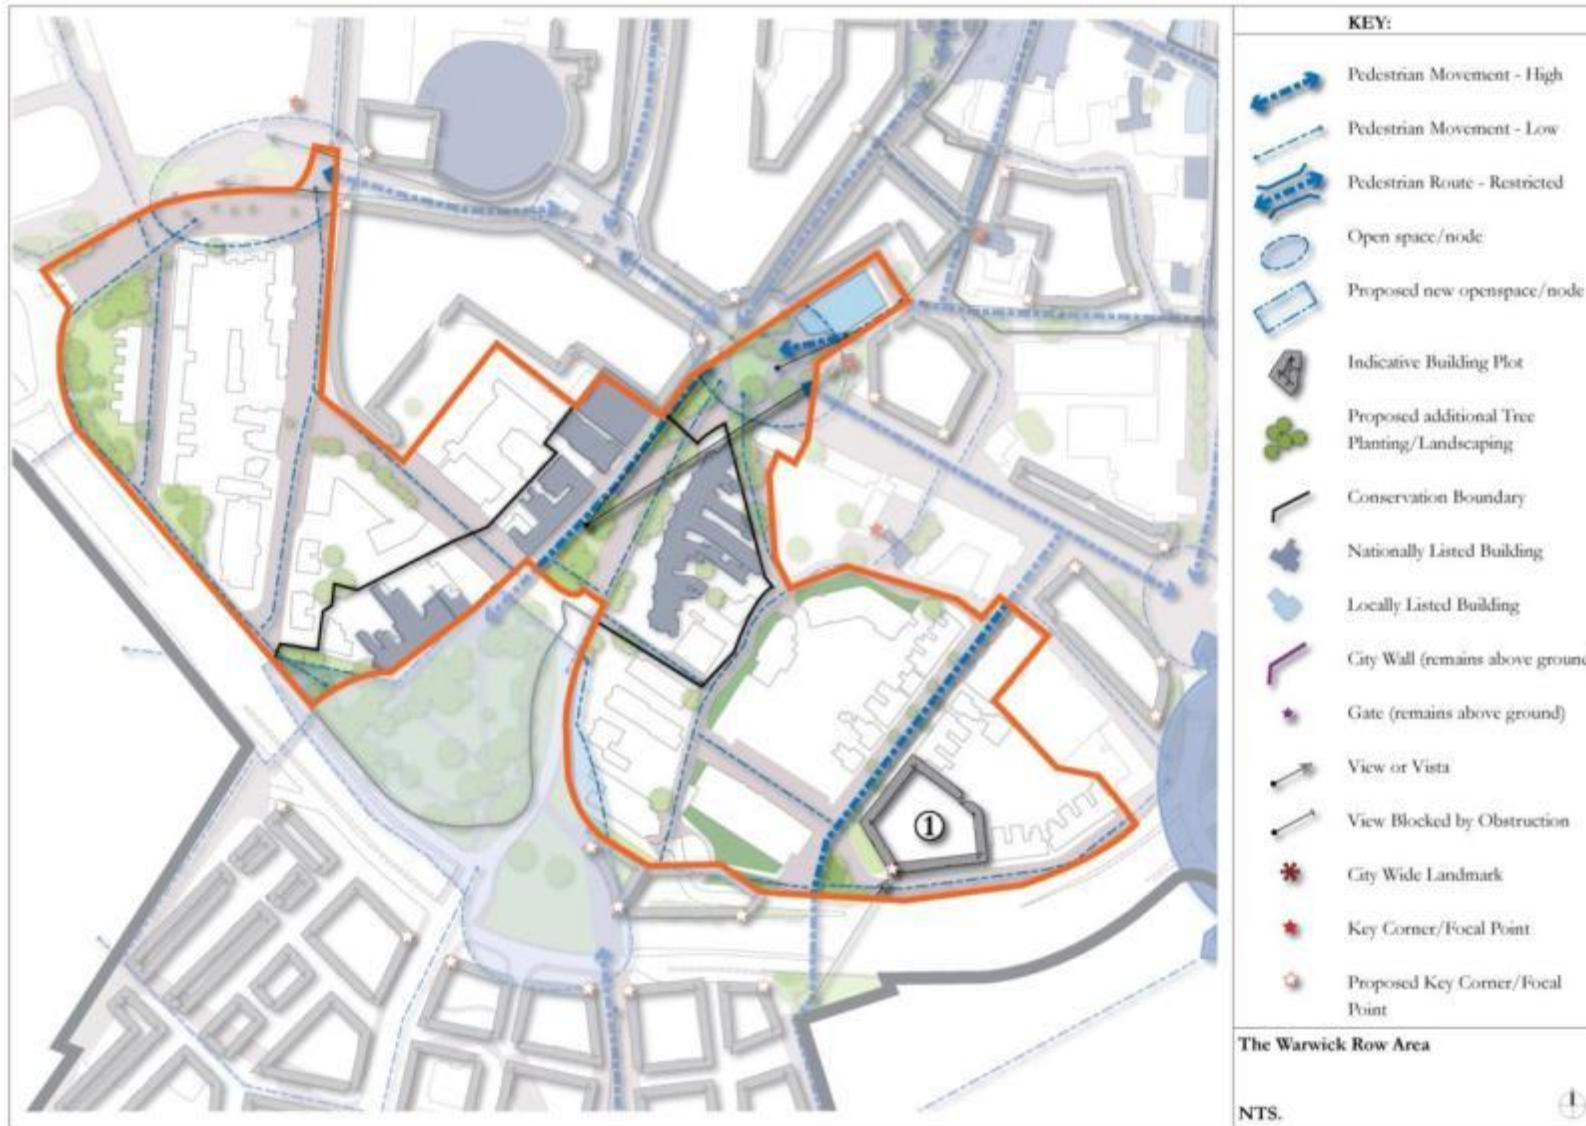 KEY:
Pedestrian Movement - High
Pedestrian Movement - Low
Pedestrian Route - Restricted
Open space/node
Proposed new openspace/node
Indicative Building Plot
Proposed additional Tree
Planting/Landscaping
Conservation Boundary
Nationally Listed Building
Locally Listed Building
City Wall (remains above ground
Gate (remains above ground)
View or Vista
View Blocked by Obstruction
City Wide Landmark
Key Corner/Focal Point
Proposed Key Corner/Focal
Point
1
The Warwick Row Area
NTS.